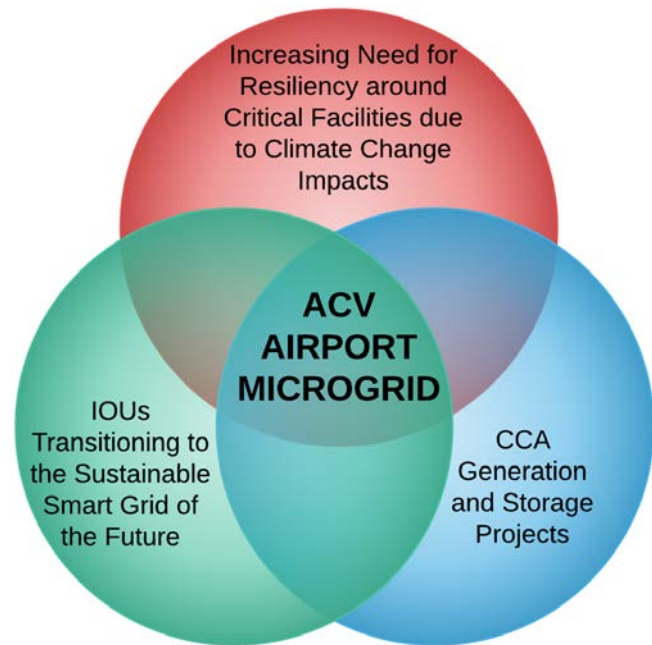 Increasing Need for
Resiliency around
Critical Facilities due
to Climate Change
Impacts
ACV
AIRPORT
MICROGRID
IOUs
Transitioning to
the Sustainable
Smart Grid of
the Future
CCA
Generation
and Storage
Projects